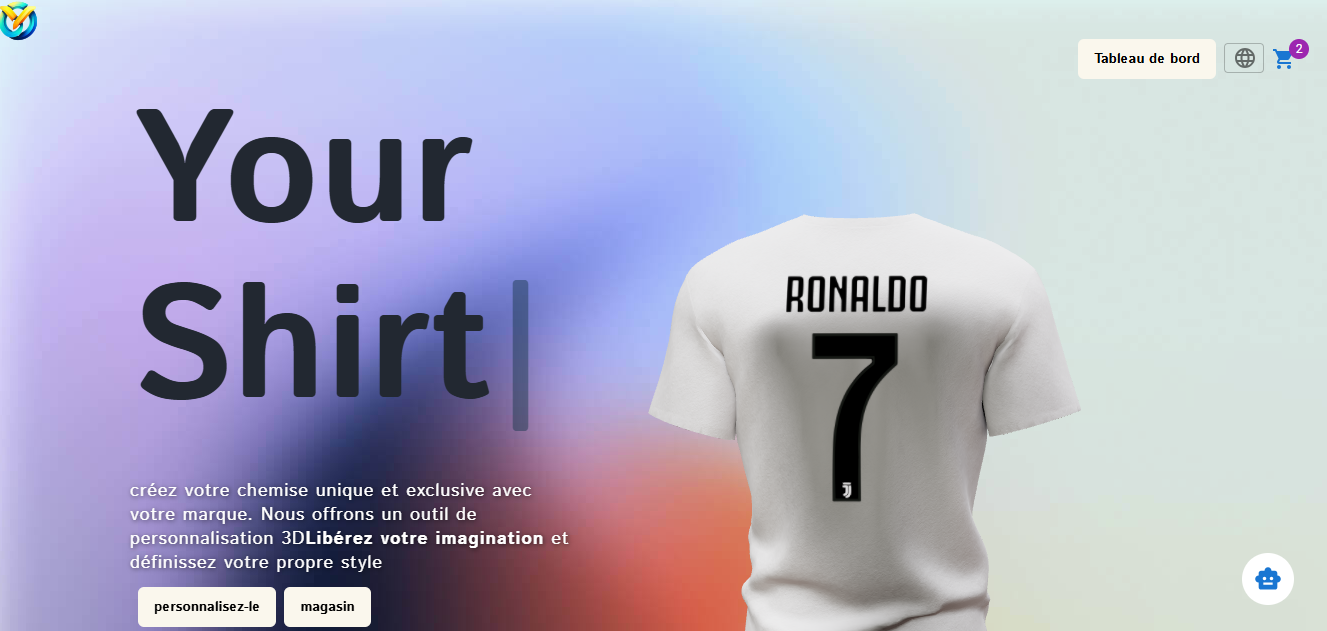 Tableau de bord
2
Your
Shirt
RONALDO
7
créez votre chemise unique et exclusive avec
votre marque. Nous offrons un outil de
personnalisation 3DLibérez votre imagination et
définissez votre propre style
personnalisez-le
magasin